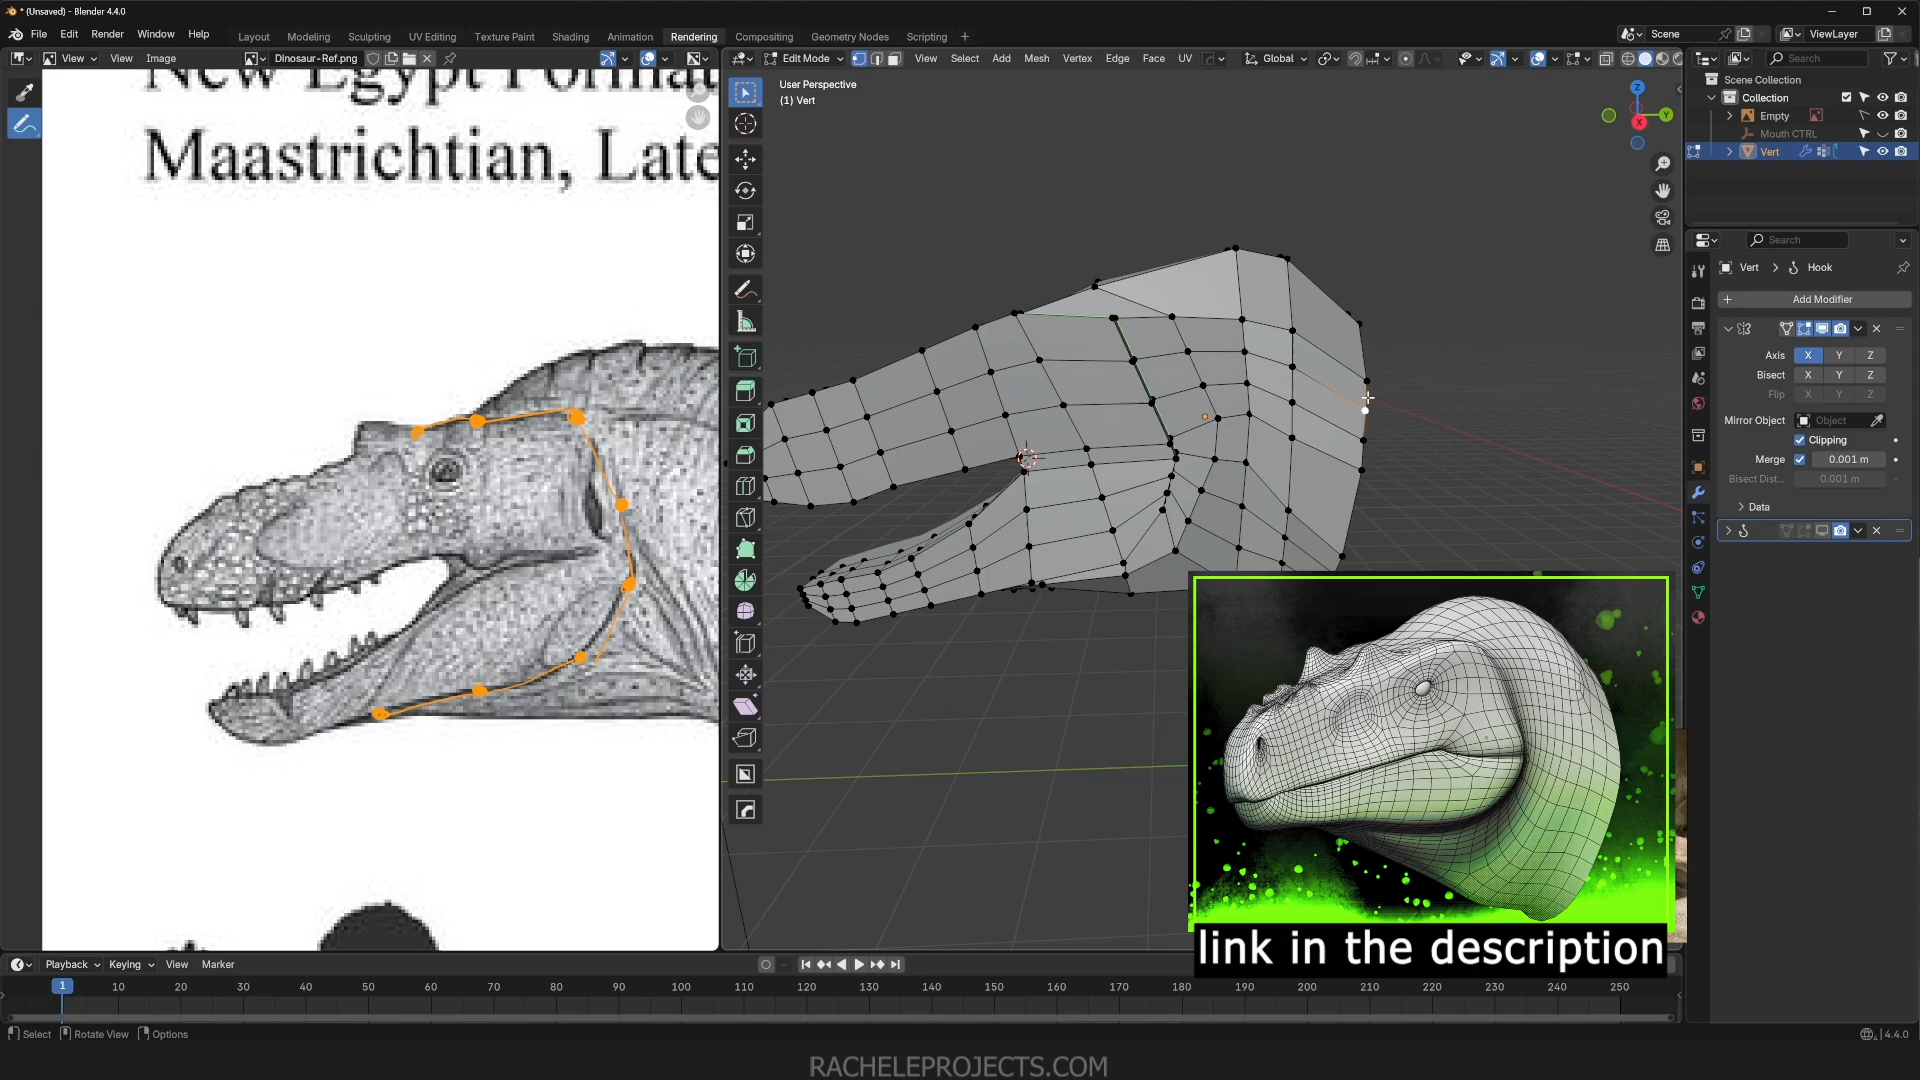 * (Unsaved) - Blender 4.4.0
File Edit Render Window Help
Layout Modeling Sculpting UV Editing Texture Paint Shading Animation Rendering Compositing Geometry Nodes Scripting +
Scene
ViewLayer
View View Image
Dinosaur-Ref.png
Edit Mode View Select Add Mesh Vertex Edge Face UV
Global
Search
New Egypt Format
Maastrichtian, Late
User Perspective
(1) Vert
Z
Y
X
Scene Collection
Collection
Empty
Mouth CTRL
Vert
Search
Vert > Hook
+ Add Modifier
Axis X Y Z
Bisect X Y Z
Flip X Y Z
Mirror Object Object
Clipping
Merge 0.001 m
Bisect Dist... 0.001 m
Data
link in the description
Playback Keying View Marker
1 10 20 30 40 50 60 70 80 90 100 110 120 130 140 150 160 170 180 190 200 210 220 230 240 250
Select Rotate View Options
4.4.0
RACHELEPROJECTS.COM